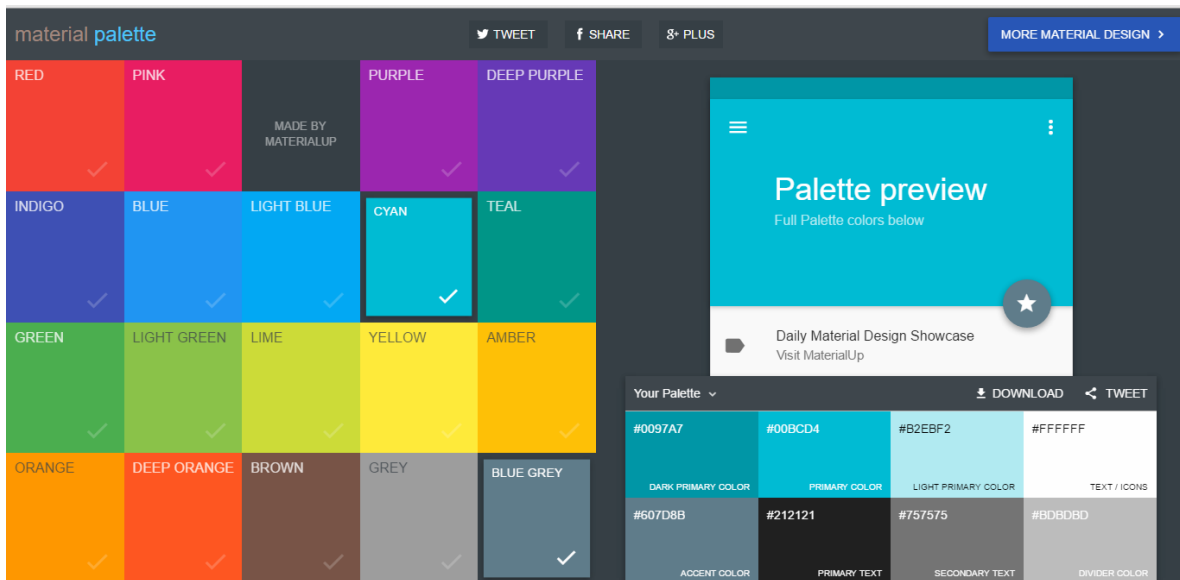 material palette
TWEET
SHARE
PLUS
MORE MATERIAL DESIGN
RED
PINK
MADE BY
MATERIALUP
PURPLE
DEEP PURPLE
INDIGO
BLUE
LIGHT BLUE
CYAN
TEAL
GREEN
LIGHT GREEN
LIME
YELLOW
AMBER
ORANGE
DEEP ORANGE
BROWN
GREY
BLUE GREY
Palette preview
Full Palette colors below
Daily Material Design Showcase
Visit MaterialUp
Your Palette
DOWNLOAD
TWEET
#0097A7
DARK PRIMARY COLOR
#00BCD4
PRIMARY COLOR
#B2EBF2
LIGHT PRIMARY COLOR
#FFFFFF
TEXT / ICONS
#607D8B
ACCENT COLOR
#212121
PRIMARY TEXT
#757575
SECONDARY TEXT
#BDBDBD
DIVIDER COLOR